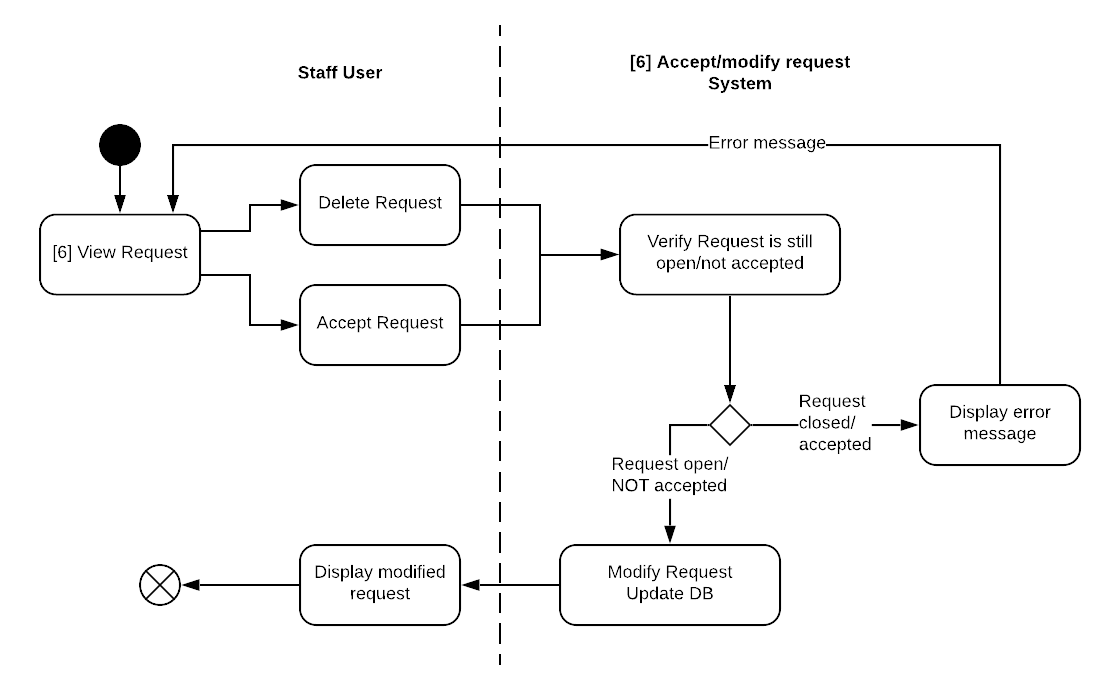 Staff User
[6] Accept/modify request
System
Error message
Delete Request
[6] View Request
Verify Request is still
open/not accepted
Accept Request
Request
closed/
accepted
Display error
message
Request open/
NOT accepted
Display modified
request
Modify Request
Update DB